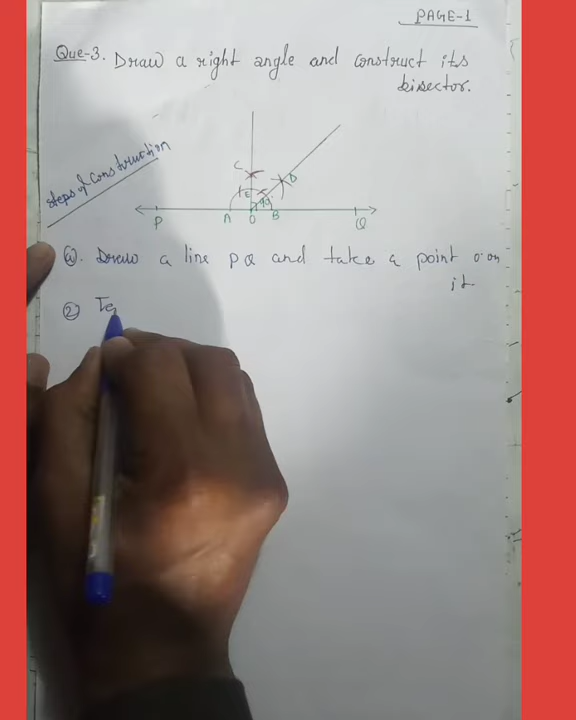 PAGE-1
Que-3. Draw a right angle and construct its
bisector.
steps of construction
C
D
E
P A O B Q
①. Draw a line PQ and take a point O on
it
②